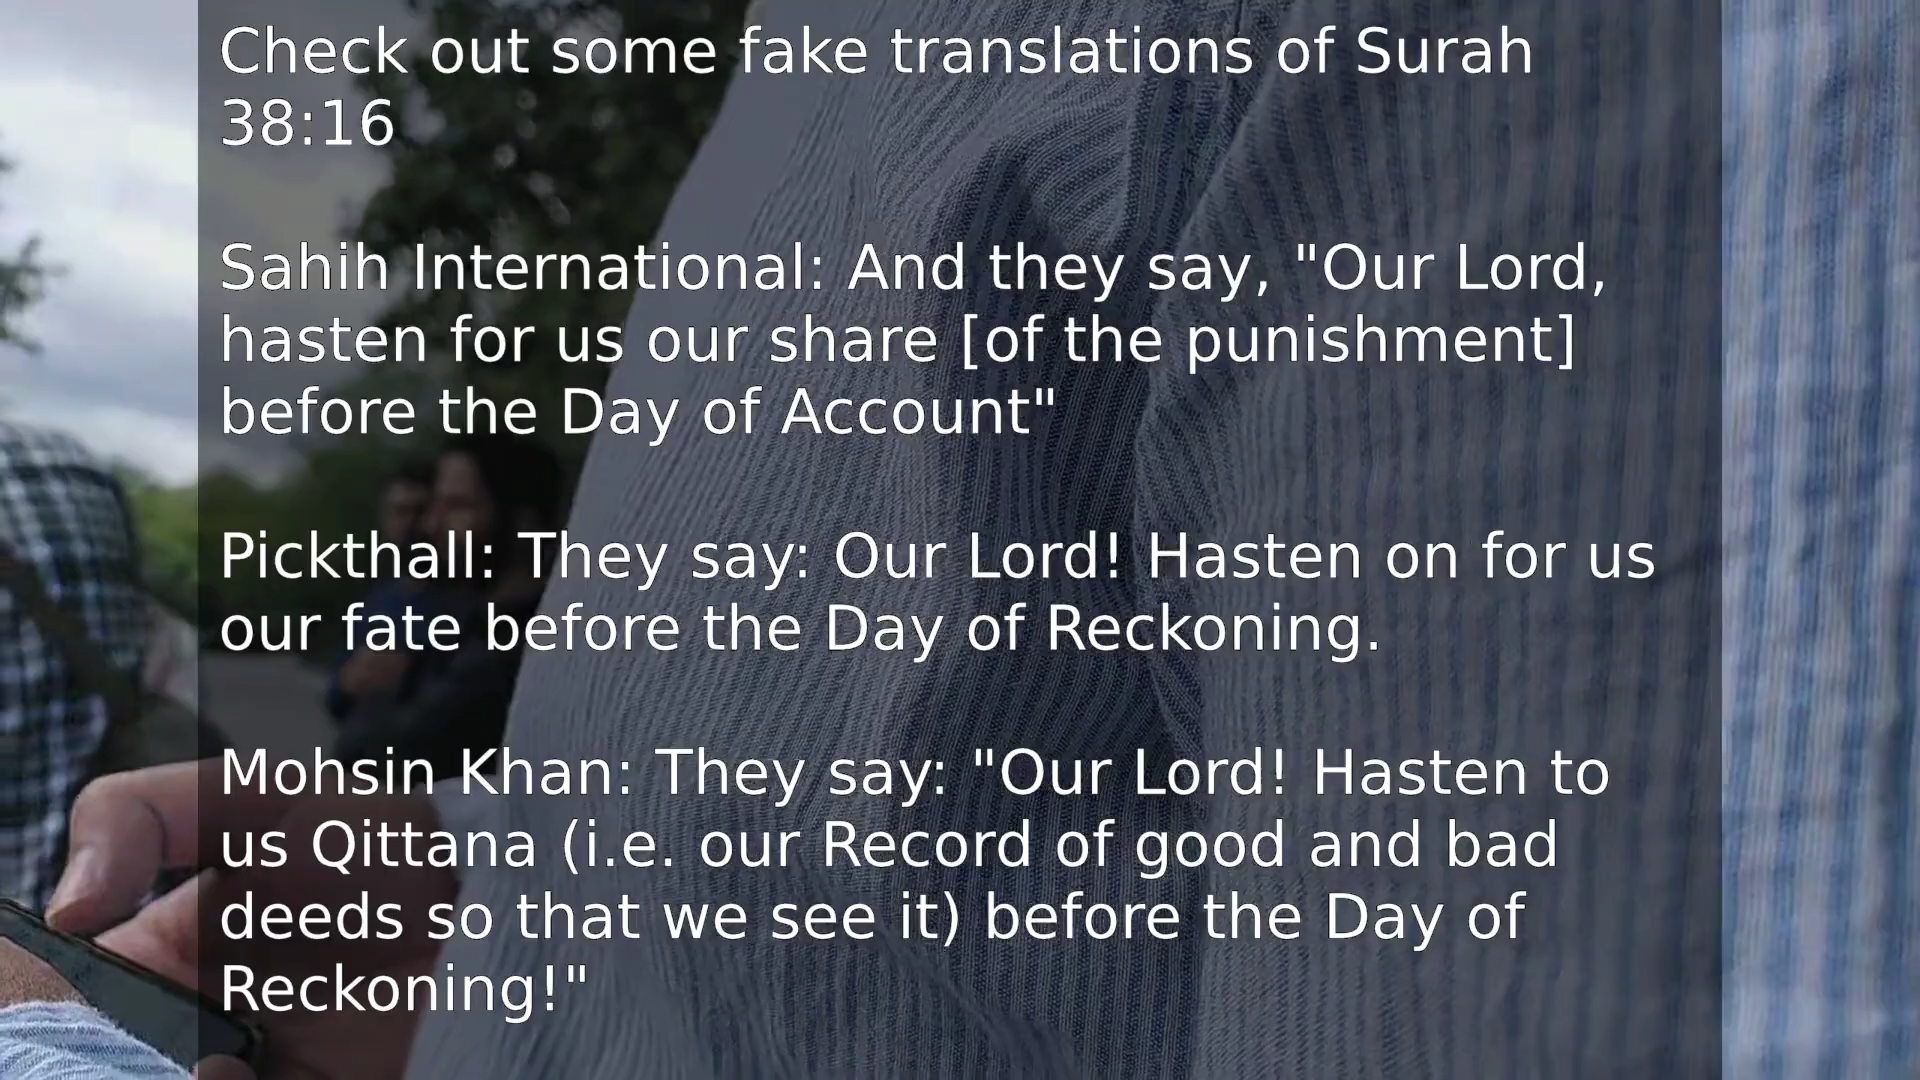 Check out some fake translations of Surah
38:16
Sahih International: And they say, "Our Lord,
hasten for us our share [of the punishment]
before the Day of Account"
Pickthall: They say: Our Lord! Hasten on for us
our fate before the Day of Reckoning.
Mohsin Khan: They say: "Our Lord! Hasten to
us Qittana (i.e. our Record of good and bad
deeds so that we see it) before the Day of
Reckoning!"